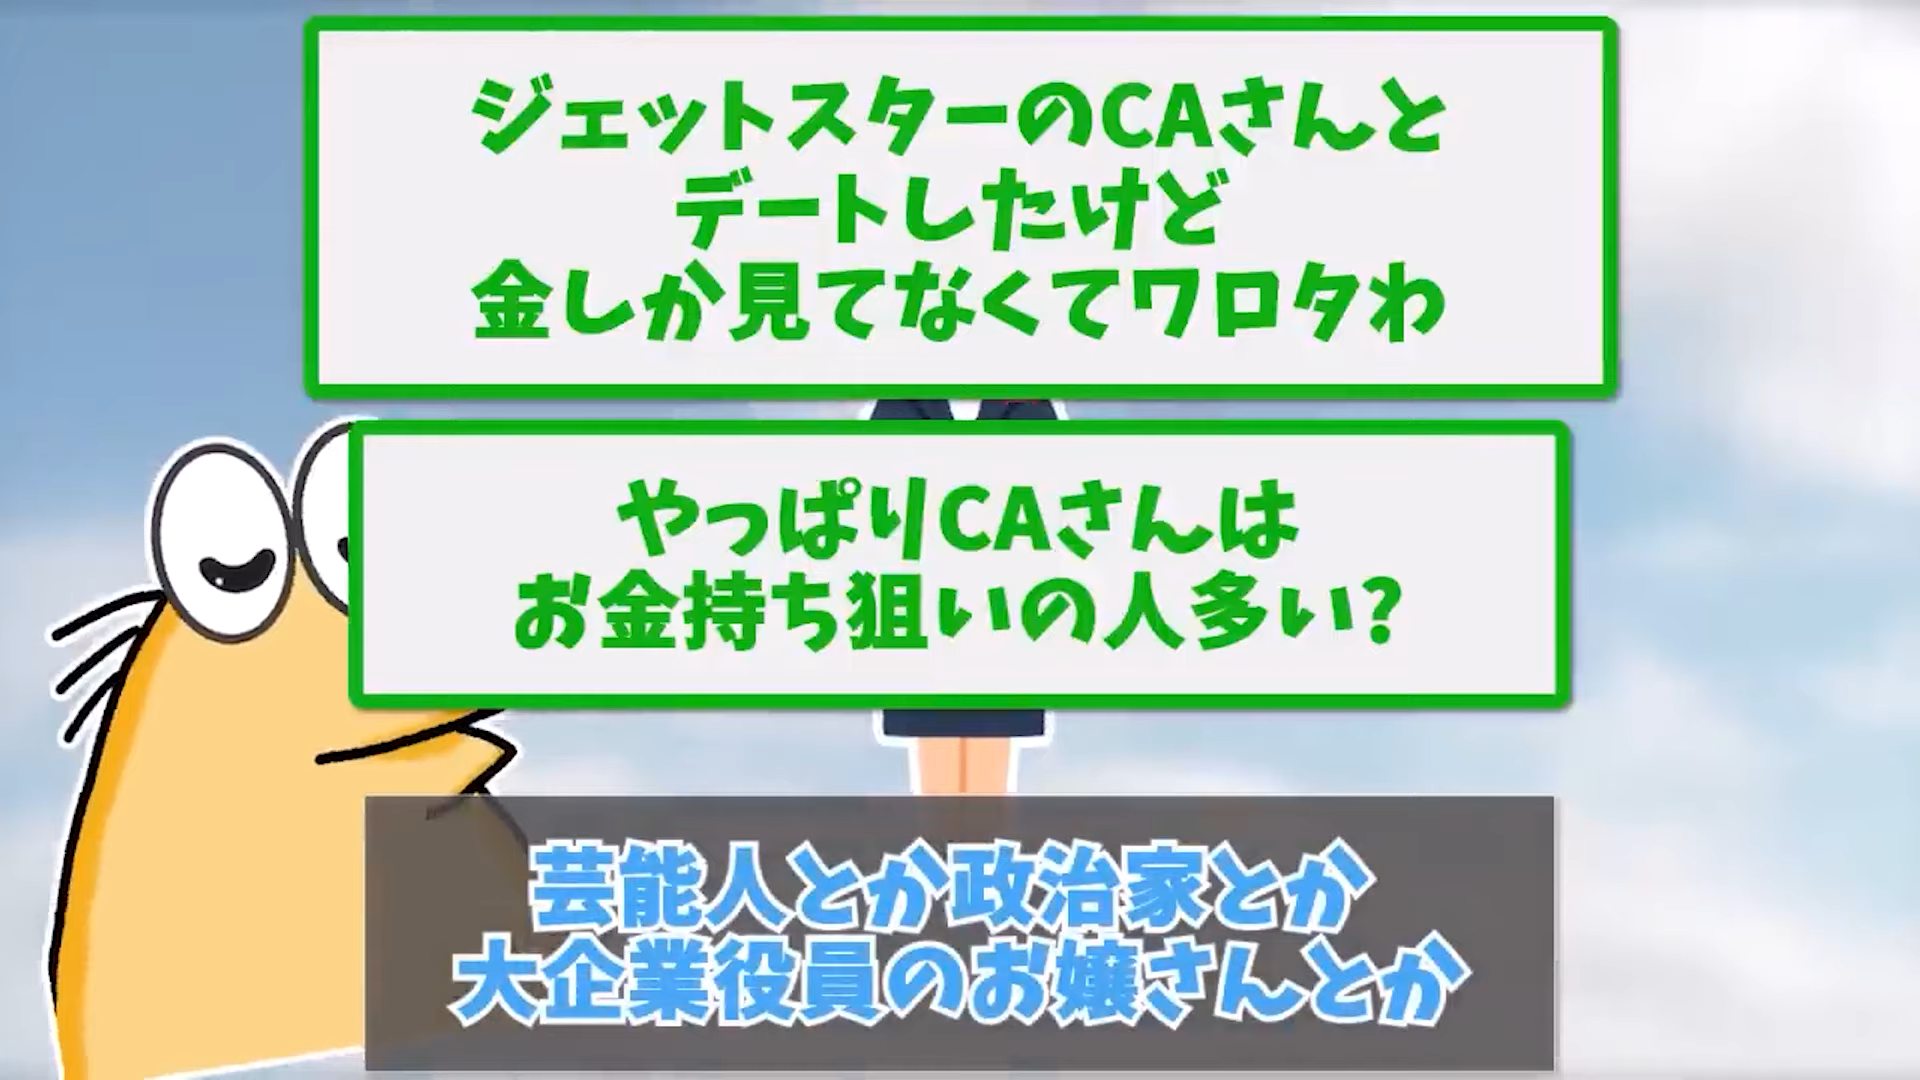 ジェットスターのCAさんと
デートしたけど
金しか見てなくてワロタわ
やっぱりCAさんは
お金持ち狙いの人多い?
芸能人とか政治家とか
大企業役員のお嬢さんとか